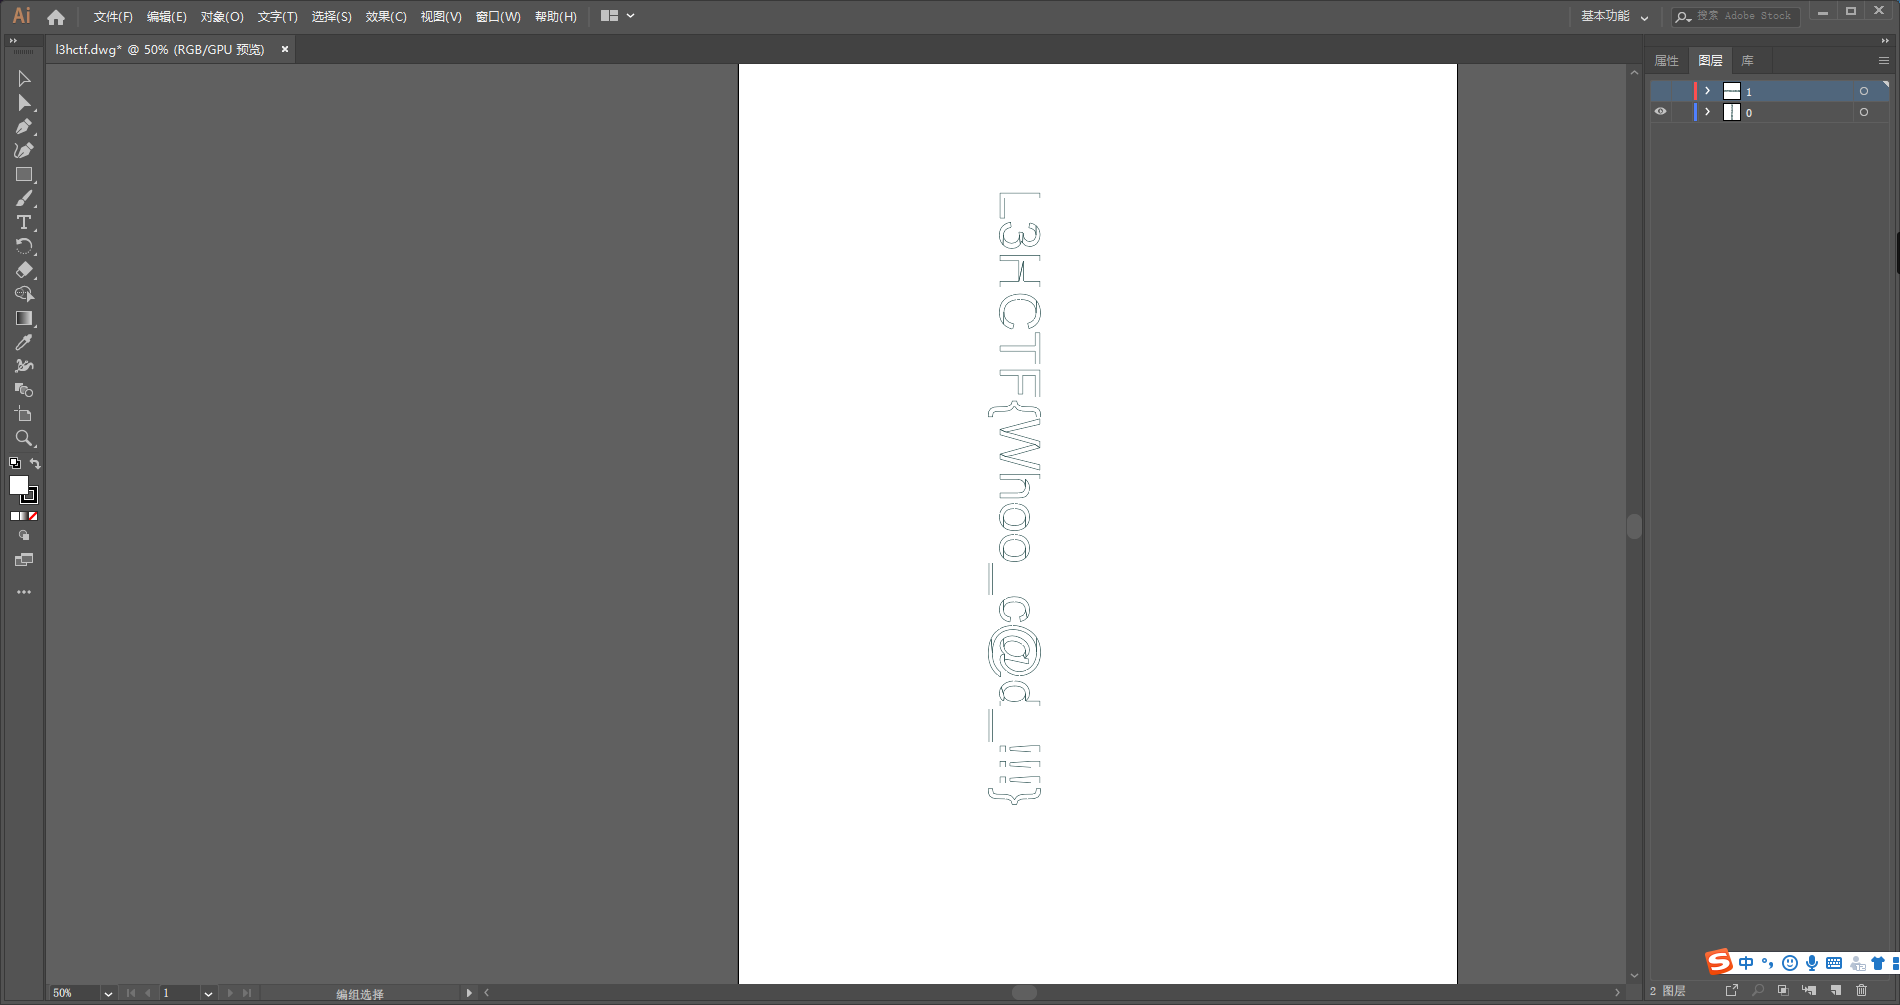 Ai 文件(F) 编辑(E) 对象(O) 文字(T) 选择(S) 效果(C) 视图(V) 窗口(W) 帮助(H) 基本功能 搜索 Adobe Stock
l3hctf.dwg* @ 50% (RGB/GPU 预览) ×
属性 图层 库
1
0
L3HCTF{Whoo_c@d_!!!}
中
50% 1 编组选择 2 图层